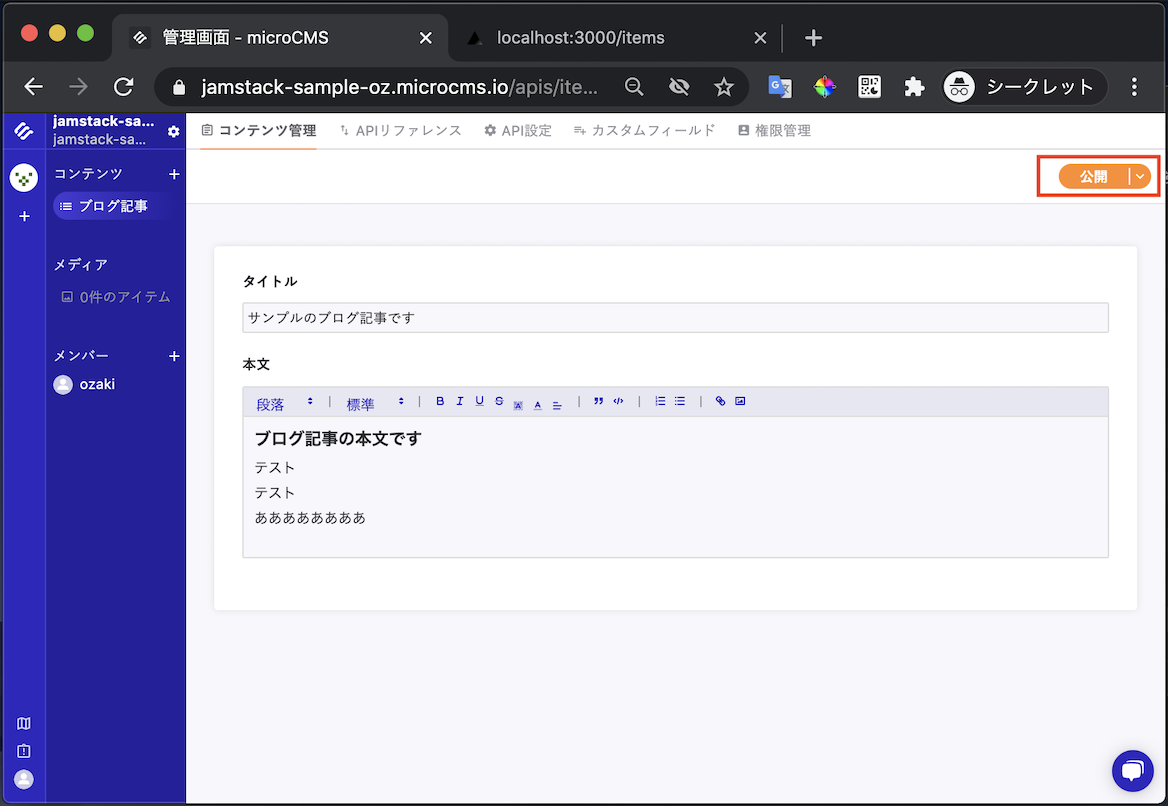 管理画面 - microCMS
localhost:3000/items
jamstack-sample-oz.microcms.io/apis/ite...
シークレット
jamstack-sa...
jamstack-sa...
コンテンツ
ブログ記事
メディア
0件のアイテム
メンバー
ozaki
コンテンツ管理
APIリファレンス
API設定
カスタムフィールド
権限管理
公開
タイトル
サンプルのブログ記事です
本文
段落 標準 B I U S A A
ブログ記事の本文です
テスト
テスト
ああああああああ